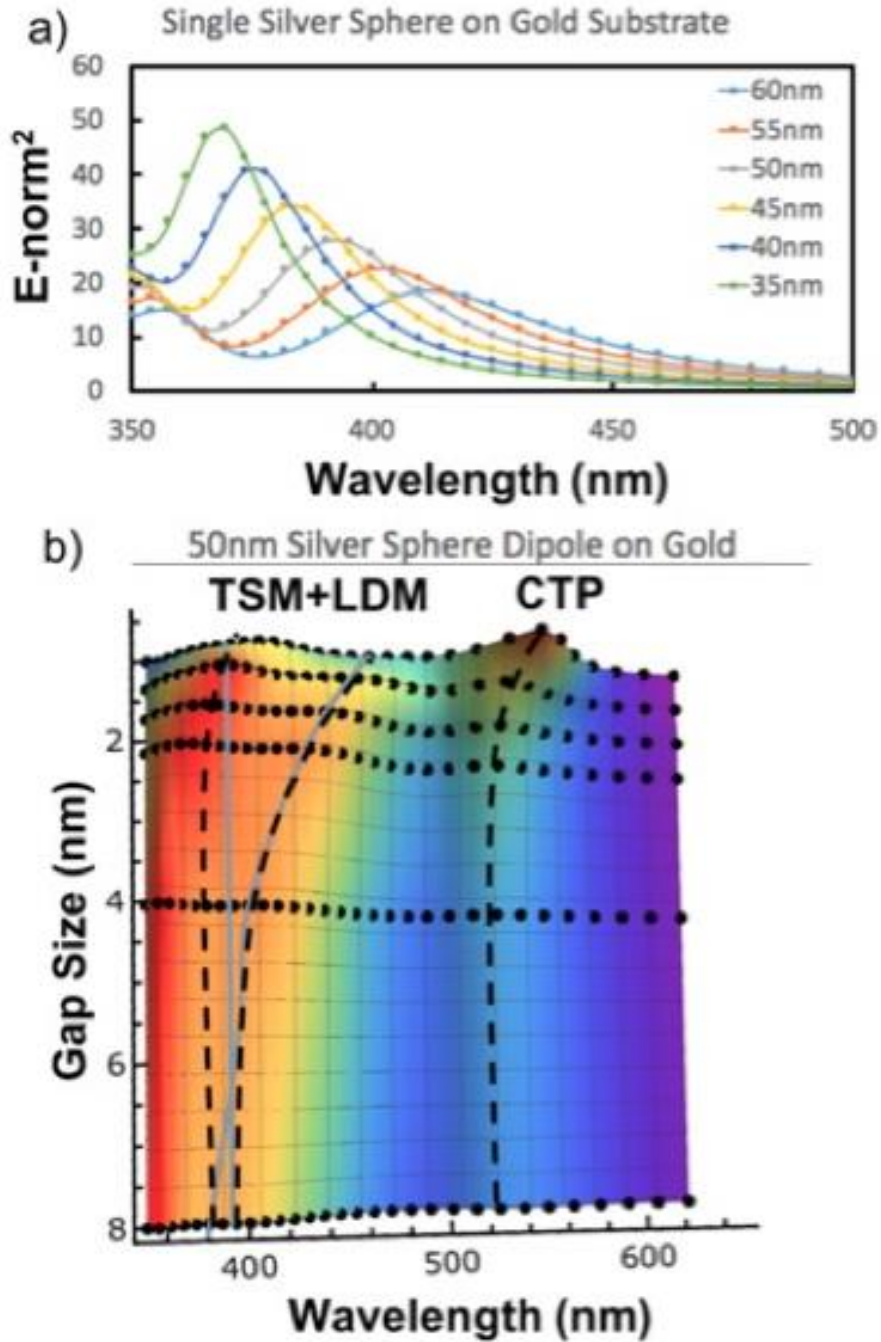 a)
Single Silver Sphere on Gold Substrate
60
50
40
30
20
10
0
E-norm²
60nm
55nm
50nm
45nm
40nm
35nm
350 400 450 500
Wavelength (nm)
b)
50nm Silver Sphere Dipole on Gold
TSM+LDM CTP
2
4
6
8
Gap Size (nm)
400 500 600
Wavelength (nm)